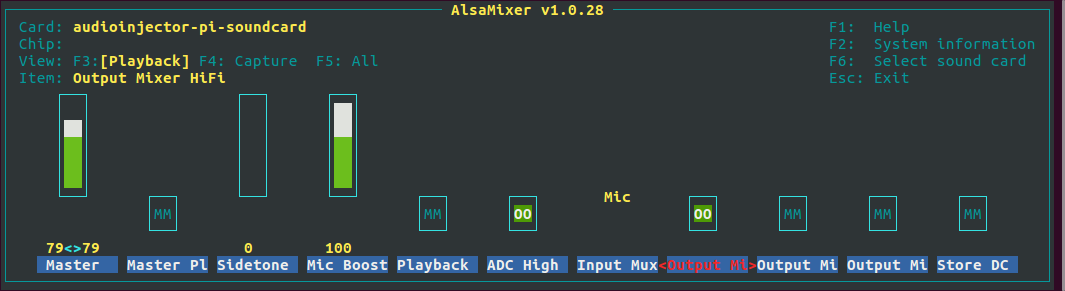 AlsaMixer v1.0.28
Card: audioinjector-pi-soundcard F1: Help
Chip: F2: System information
View: F3:[Playback] F4: Capture F5: All F6: Select sound card
Item: Output Mixer HiFi Esc: Exit
Mic
MM MM OO OO MM MM MM
79<>79 0 100
Master Master Pl Sidetone Mic Boost Playback ADC High Input Mux <Output Mi> Output Mi Output Mi Store DC